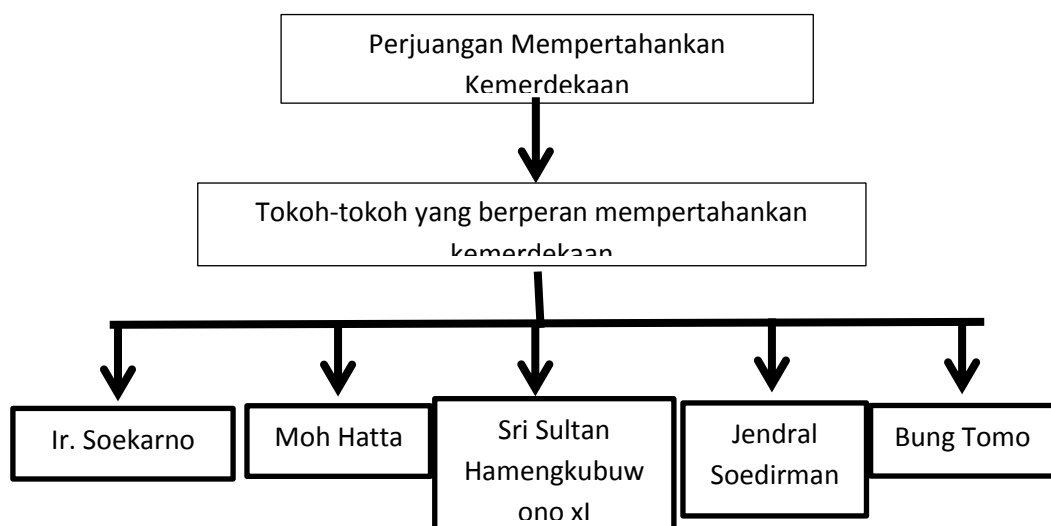 Perjuangan Mempertahankan
Kemerdekaan
Tokoh-tokoh yang berperan mempertahankan
kemerdekaan
Ir. Soekarno
Moh Hatta
Sri Sultan
Hamengkubuw
ono xl
Jendral
Soedirman
Bung Tomo